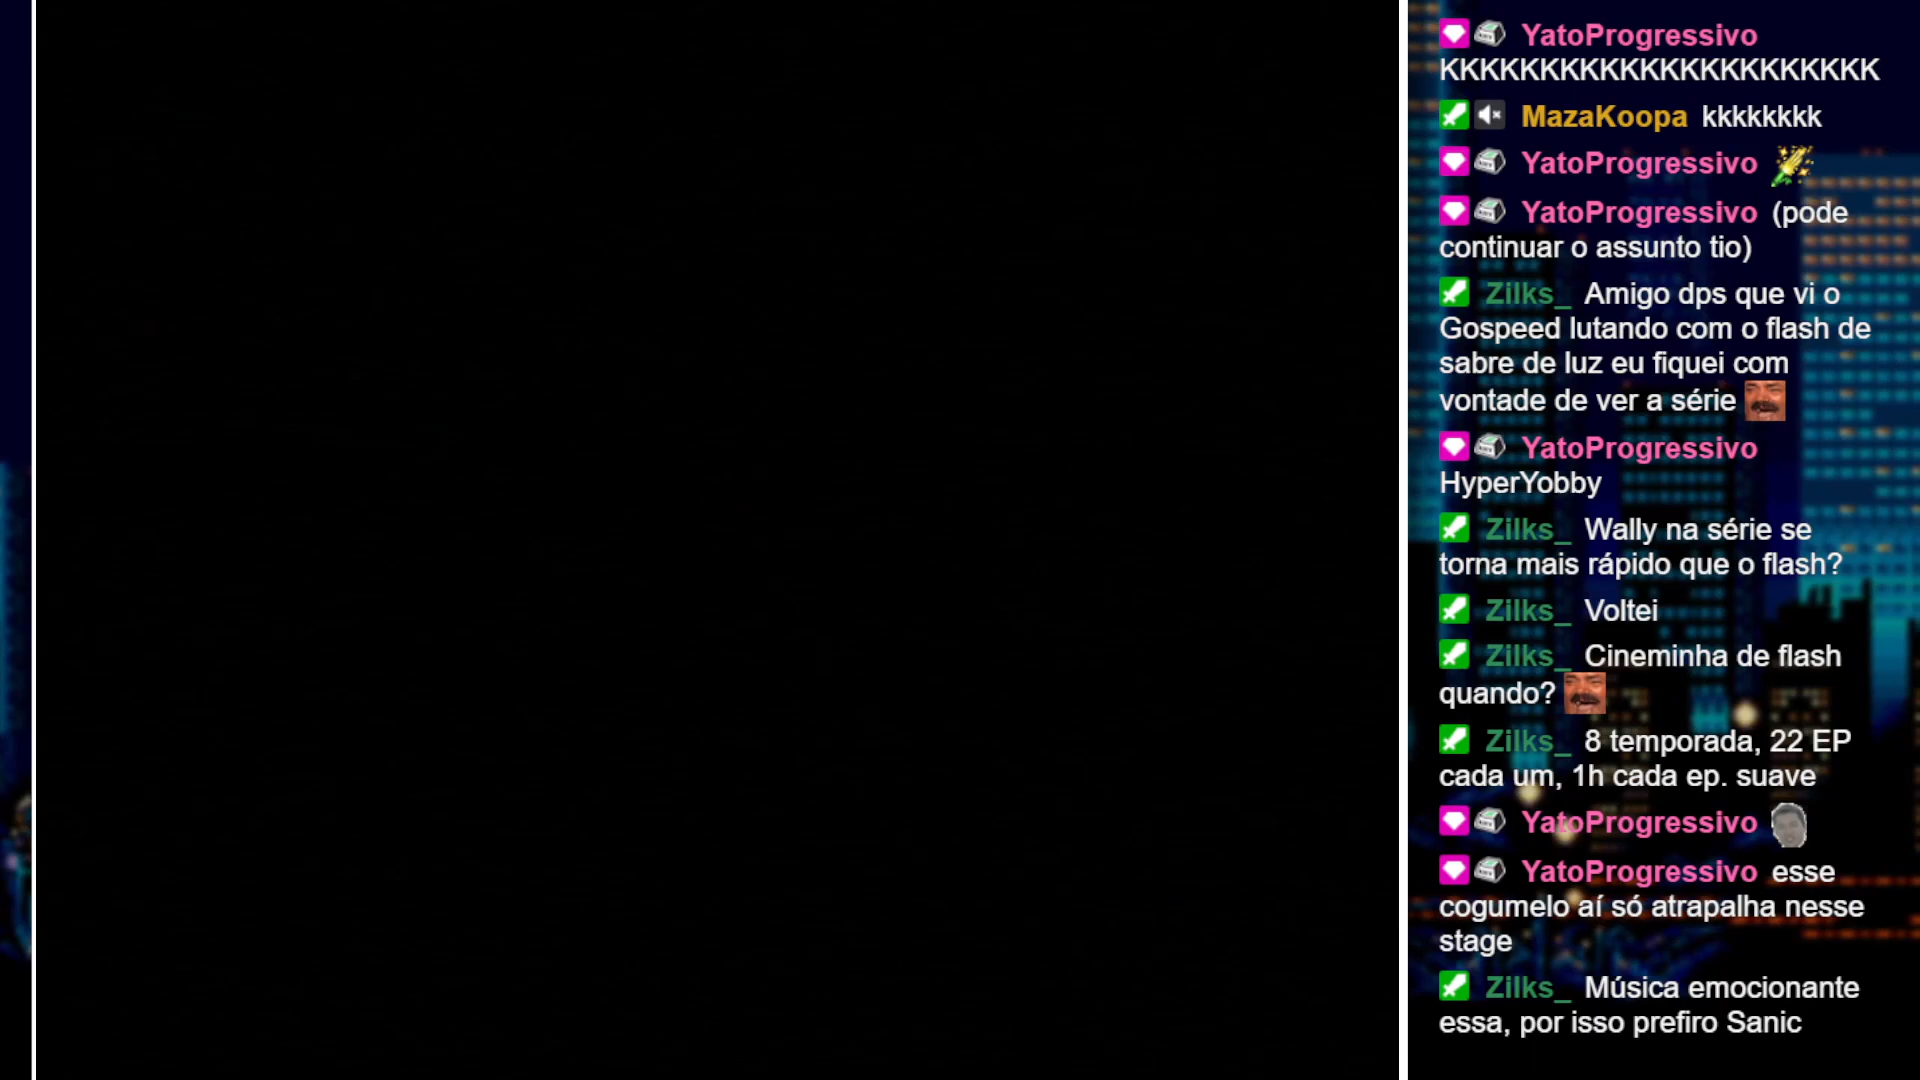 YatoProgressivo
KKKKKKKKKKKKKKKKKKKKKK
MazaKoopa kkkkkkkk
YatoProgressivo
YatoProgressivo (pode
continuar o assunto tio)
Zilks_ Amigo dps que vi o
Gospeed lutando com o flash de
sabre de luz eu fiquei com
vontade de ver a série
YatoProgressivo
HyperYobby
Zilks_ Wally na série se
torna mais rápido que o flash?
Zilks_ Voltei
Zilks_ Cineminha de flash
quando?
Zilks_ 8 temporada, 22 EP
cada um, 1h cada ep. suave
YatoProgressivo
YatoProgressivo esse
cogumelo aí só atrapalha nesse
stage
Zilks_ Música emocionante
essa, por isso prefiro Sanic